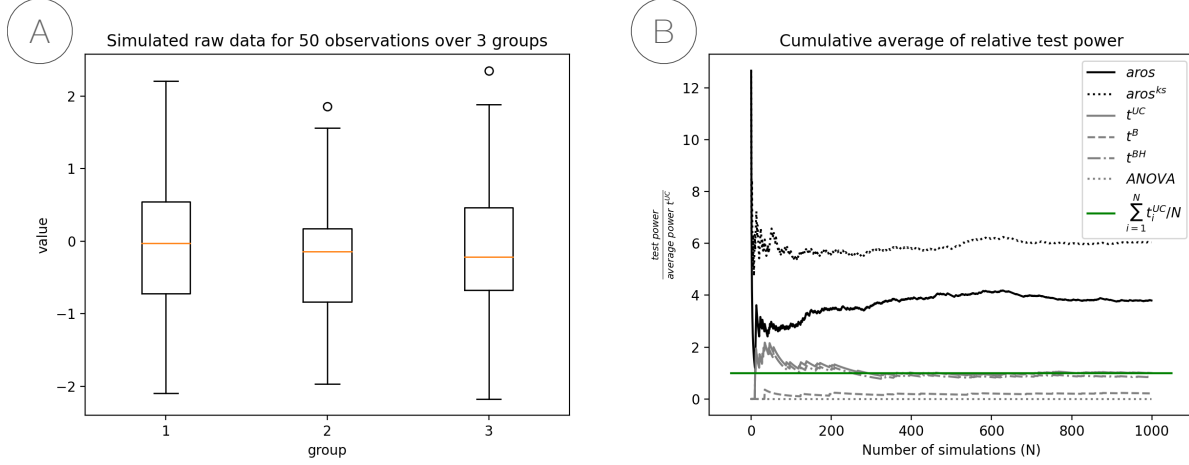 A
Simulated raw data for 50 observations over 3 groups
value
2
1
0
−1
−2
1 2 3
group
B
Cumulative average of relative test power
test power
average power t^UC
12
10
8
6
4
2
0
0 200 400 600 800 1000
Number of simulations (N)
aros
aros^ks
t^UC
t^B
t^BH
ANOVA
N
∑ t_i^UC/N
i = 1